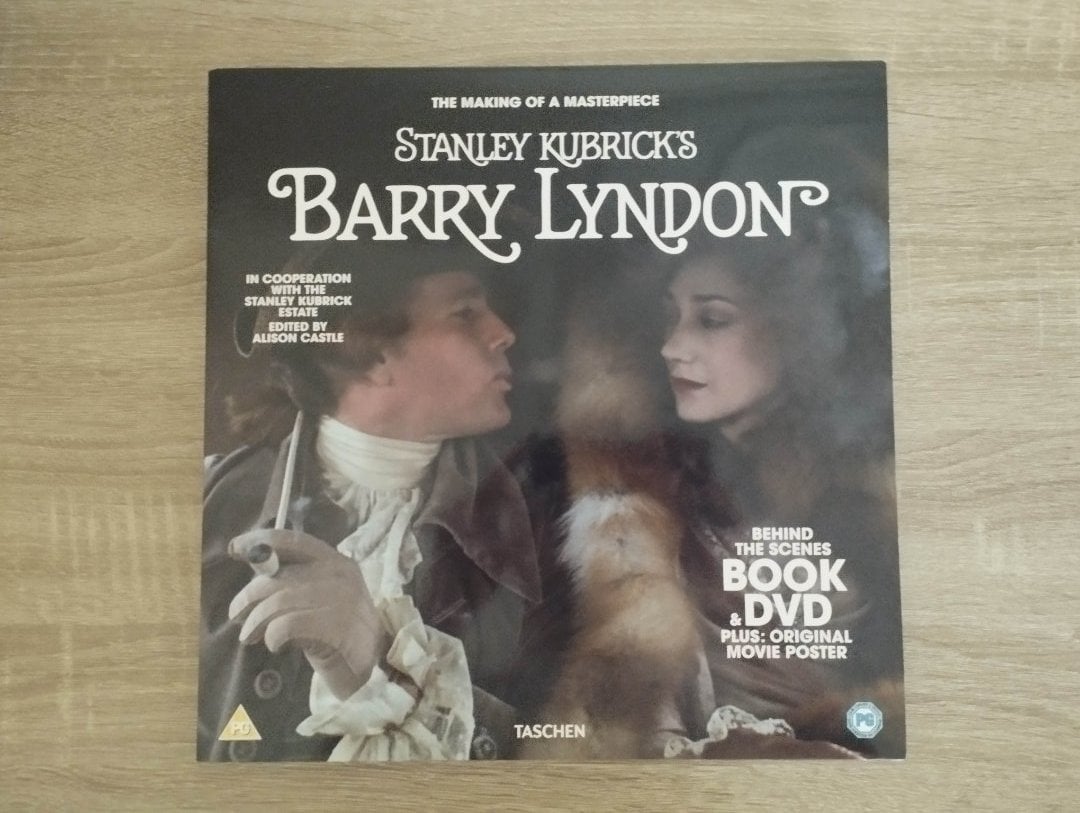 THE MAKING OF A MASTERPIECE
STANLEY KUBRICK'S
BARRY LYNDON
IN COOPERATION
WITH THE
STANLEY KUBRICK
ESTATE
EDITED BY
ALISON CASTLE
BEHIND
THE SCENES
BOOK
& DVD
PLUS: ORIGINAL
MOVIE POSTER
PG
TASCHEN
PG